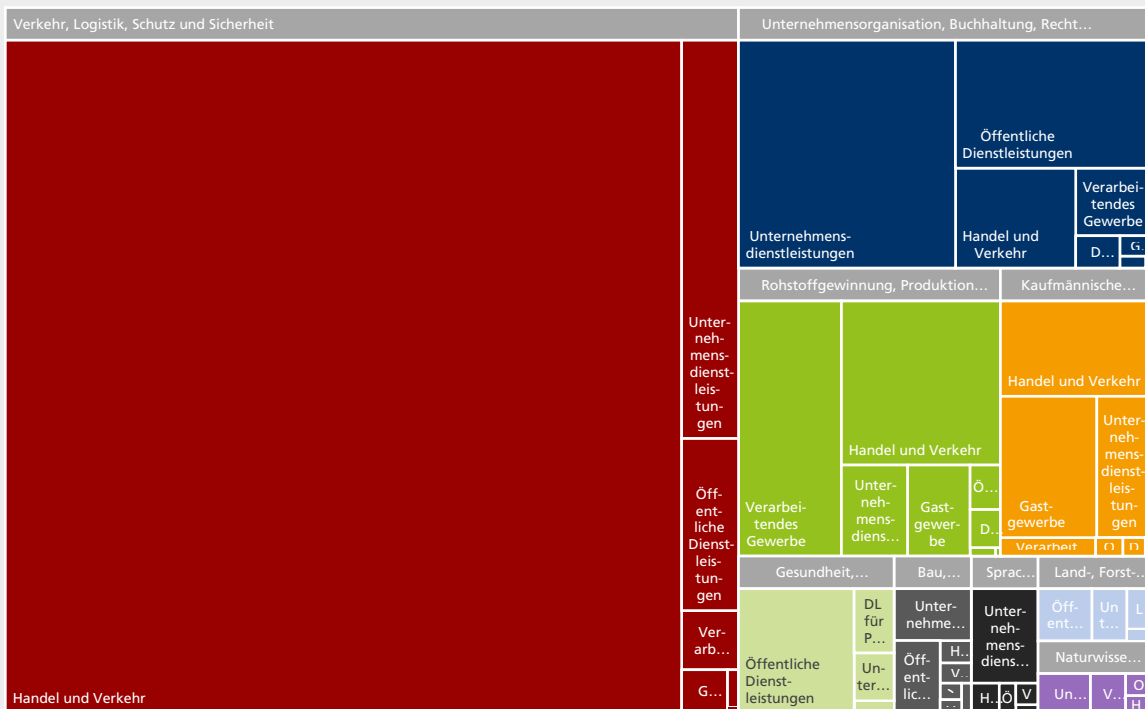 Verkehr, Logistik, Schutz und Sicherheit
Handel und Verkehr
Unter-
neh-
mens-
dienst-
leis-
tun-
gen
Öff-
ent-
liche
Dienst-
leis-
tun-
gen
Ver-
arb...
G...
Unternehmensorganisation, Buchhaltung, Recht...
Unternehmens-
dienstleistungen
Öffentliche
Dienstleistungen
Handel und
Verkehr
Verarbei-
tendes
Gewerbe
D...
G..
Rohstoffgewinnung, Produktion...
Verarbei-
tendes
Gewerbe
Handel und Verkehr
Unter-
neh-
mens-
diens...
Gast-
gewer-
be
Ö...
D..
Kaufmännische...
Handel und Verkehr
Gast-
gewerbe
Unter-
neh-
mens-
dienst-
leis-
tun-
gen
Verarbeit
D
Gesundheit,...
Öffentliche
Dienst-
leistungen
DL
für
P...
Un-
ter...
Bau,...
Unter-
nehme...
Öff-
ent-
lic...
H..
V..
Sprac...
Unter-
neh-
mens-
diens...
H..
Ö
V
Land-, Forst-...
Öff-
ent...
Un
t...
L
Naturwisse...
Un...
V...
O
H